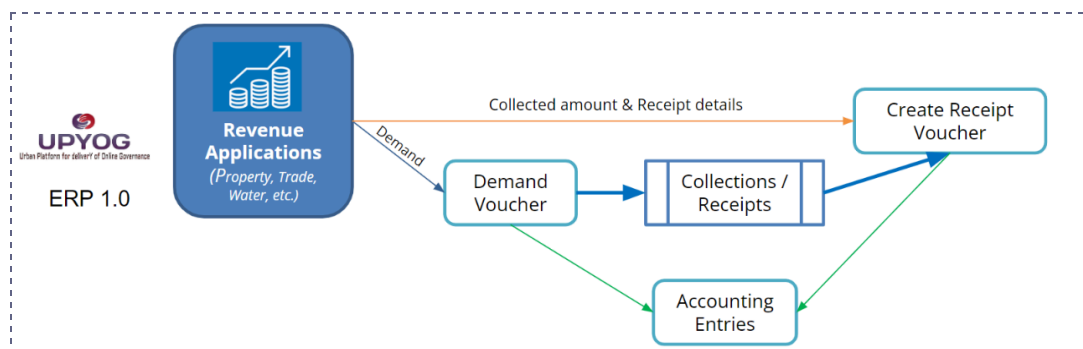 UPYOG
Urban Platform for deliverY of Online Governance
ERP 1.0
Revenue
Applications
(Property, Trade,
Water, etc.)
Collected amount & Receipt details
Demand
Create Receipt
Voucher
Demand
Voucher
Collections /
Receipts
Accounting
Entries